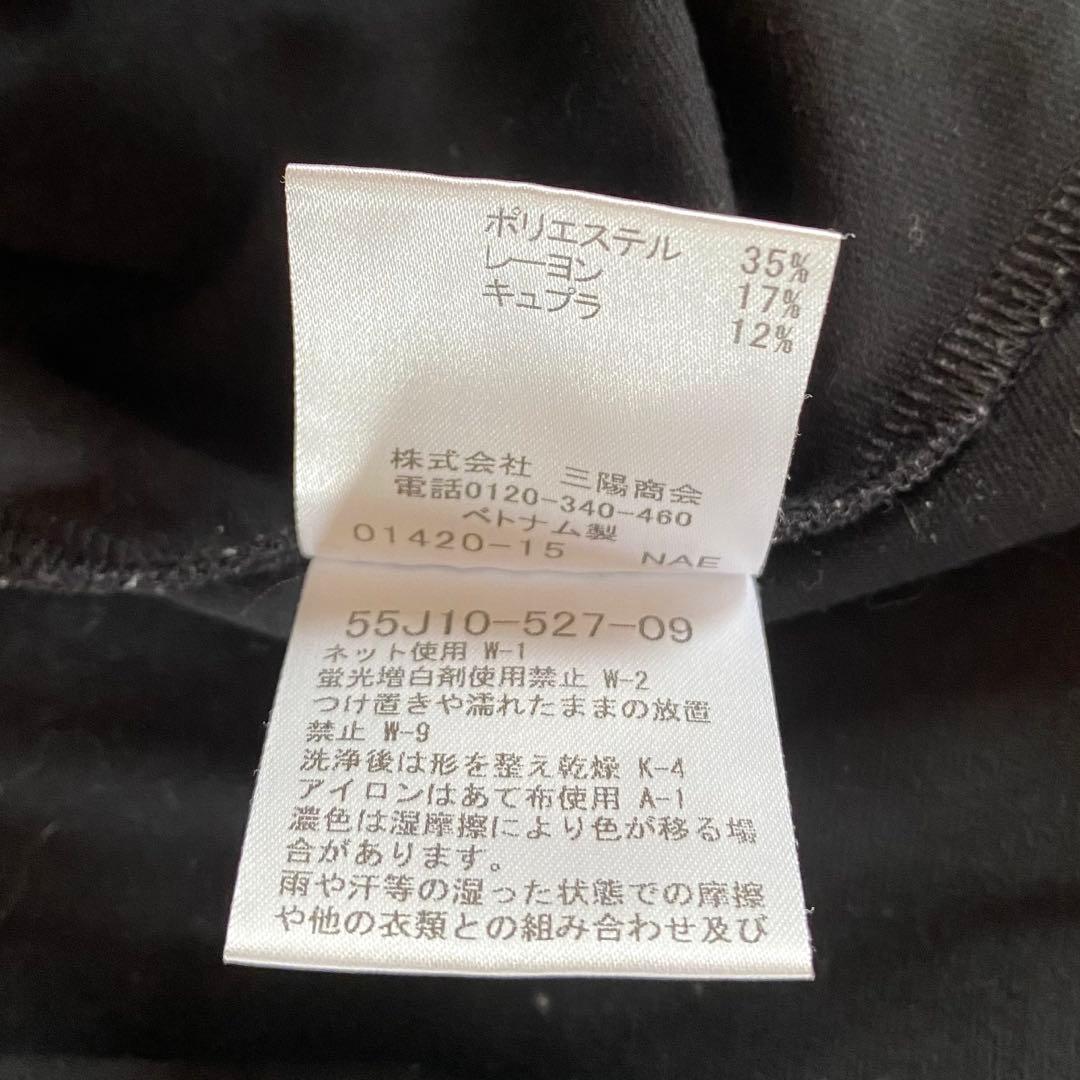 ポリエステル 35%
レーヨン 17%
キュプラ 12%
株式会社 三陽商会
電話0120-340-460
ベトナム製
01420-15 NAE
55J10-527-09
ネット使用 W-1
蛍光増白剤使用禁止 W-2
つけ置きや濡れたままの放置
禁止 W-9
洗浄後は形を整え乾燥 K-4
アイロンはあて布使用 A-1
濃色は湿摩擦により色が移る場
合があります。
雨や汗等の湿った状態での摩擦
や他の衣類との組み合わせ及び